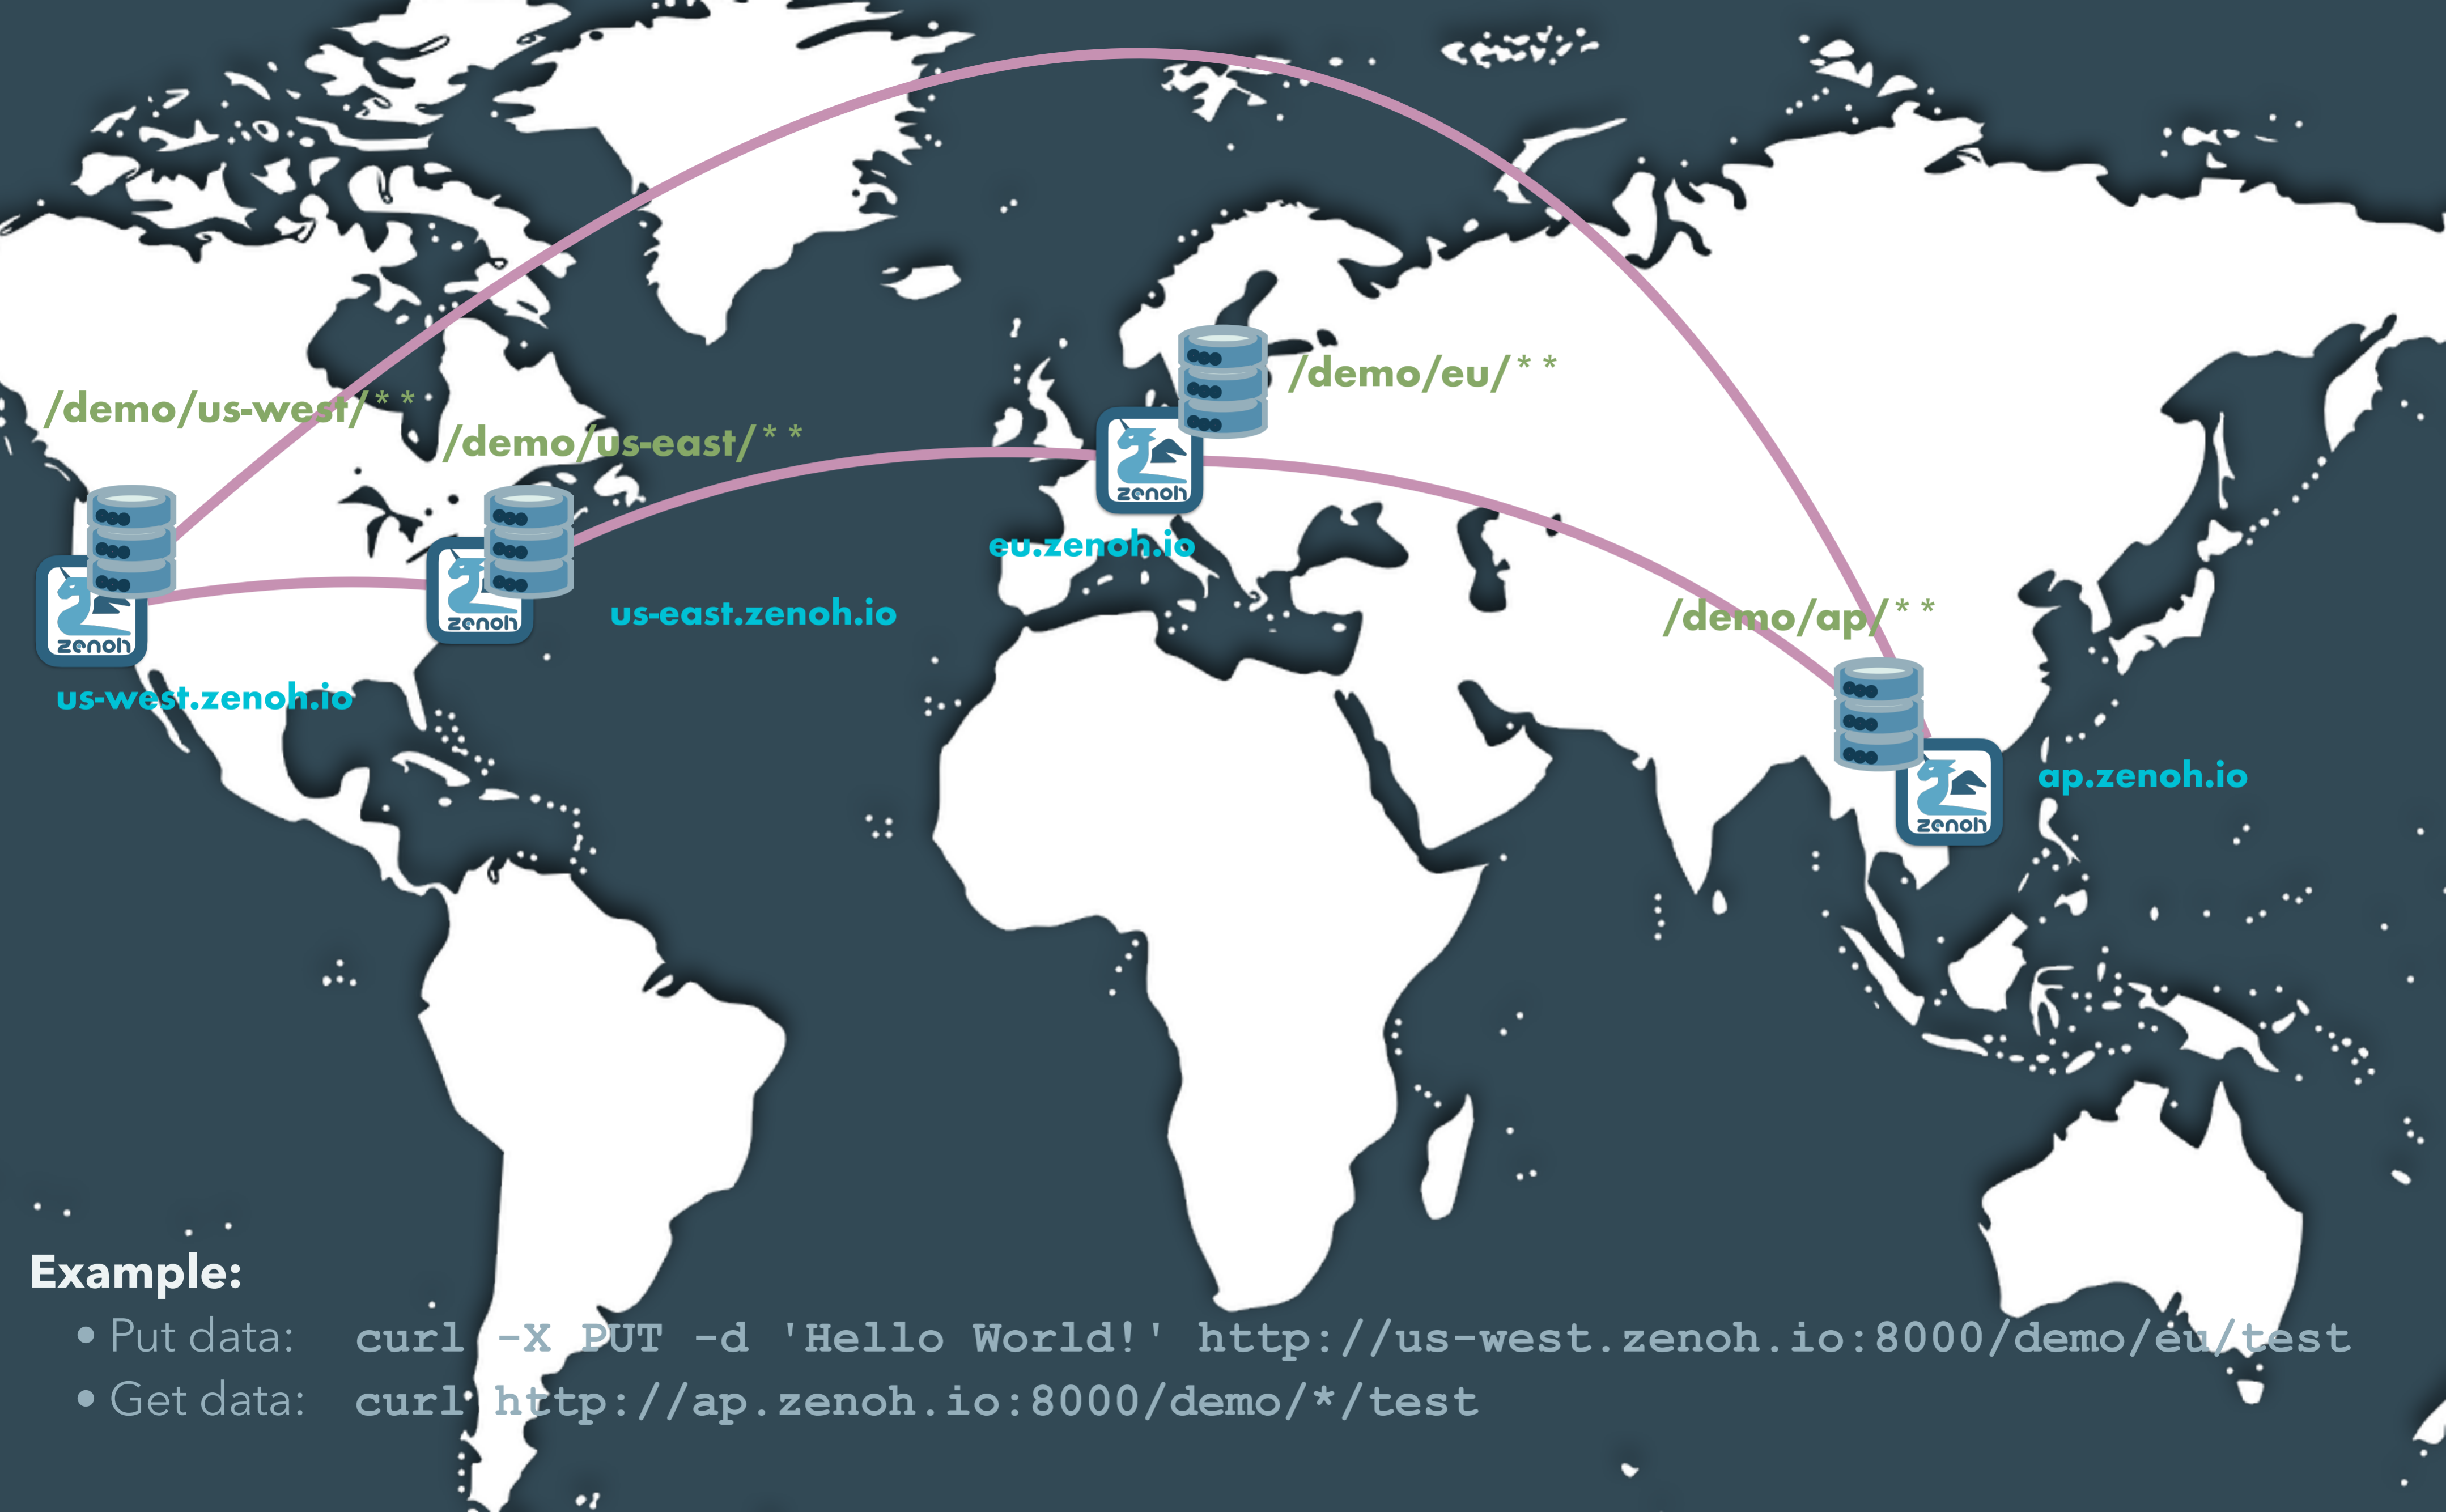 /demo/eu/**
/demo/us-west/**
/demo/us-east/**
zenoh
eu.zenoh.io
zenoh
us-east.zenoh.io
/demo/ap/**
zenoh
us-west.zenoh.io
ap.zenoh.io
zenoh
Example:
• Put data: curl -X PUT -d 'Hello World!' http://us-west.zenoh.io:8000/demo/eu/test
• Get data: curl http://ap.zenoh.io:8000/demo/*/test